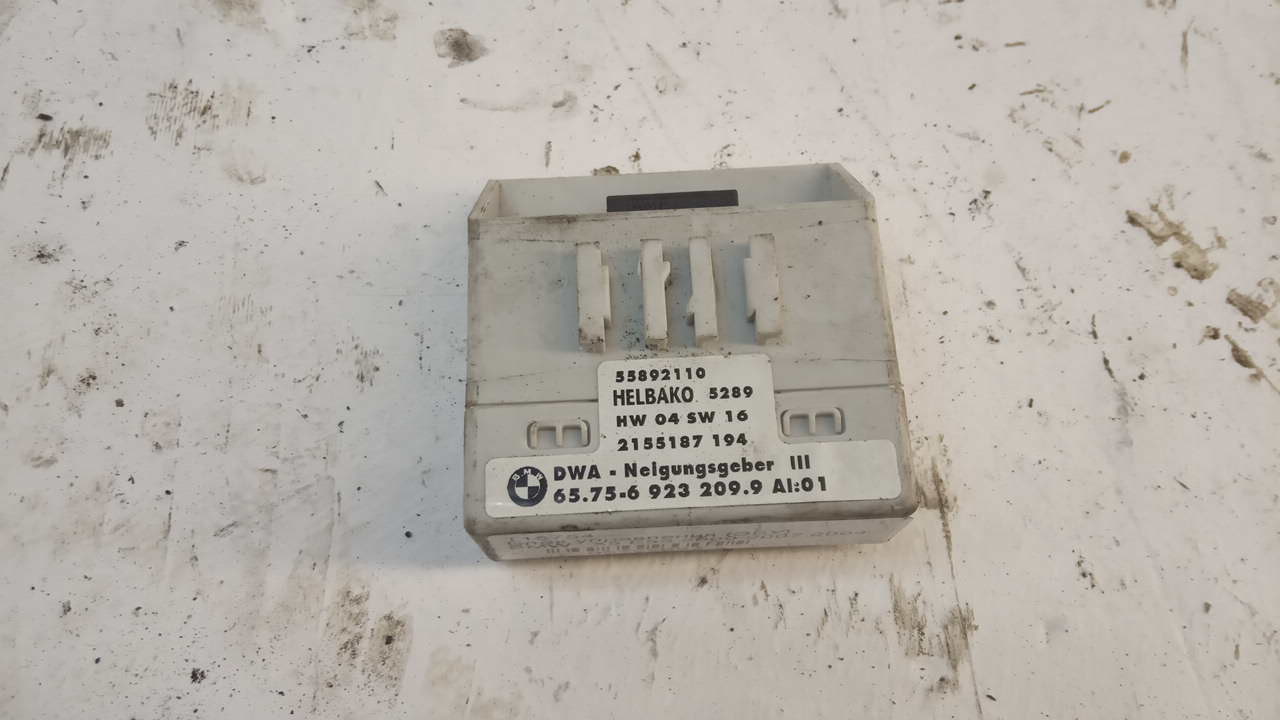 55892110
HELBAKO 5289
HW 04 SW 16
2155187 194
BMW
DWA - Neigungsgeber III
65.75-6 923 209.9 AI:01